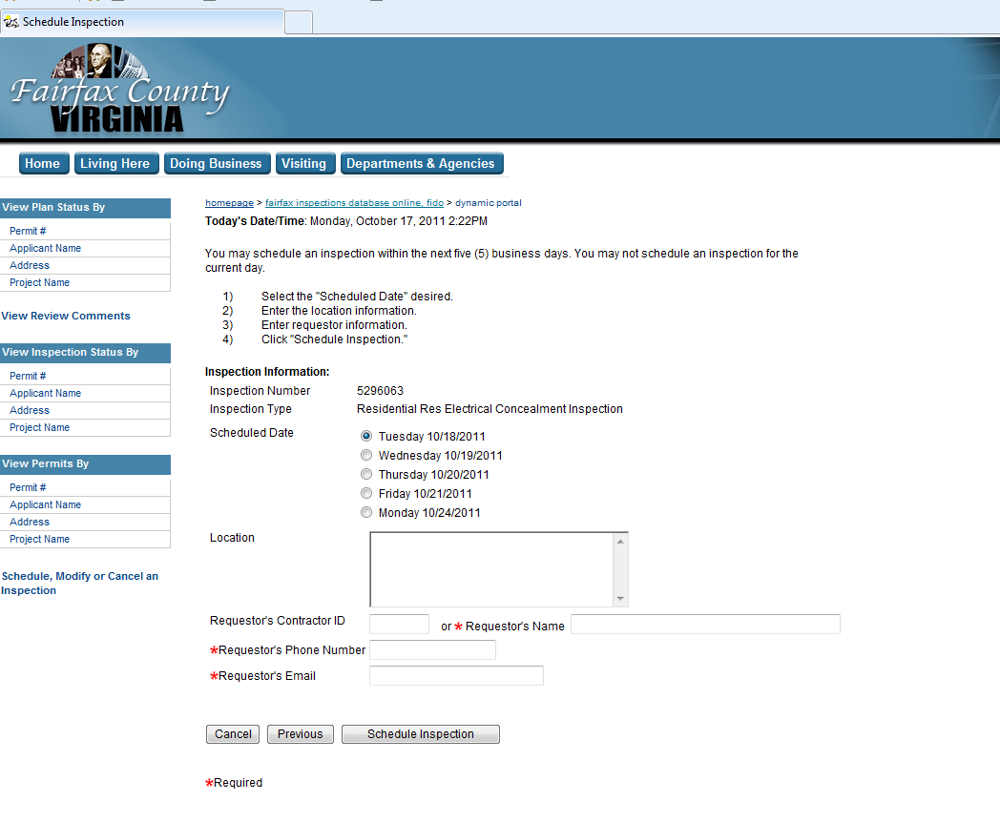 Schedule Inspection
Fairfax County
VIRGINIA
Home Living Here Doing Business Visiting Departments & Agencies
View Plan Status By
Permit #
Applicant Name
Address
Project Name
View Review Comments
View Inspection Status By
Permit #
Applicant Name
Address
Project Name
View Permits By
Permit #
Applicant Name
Address
Project Name
Schedule, Modify or Cancel an
Inspection
homepage > fairfax inspections database online, fido > dynamic portal
Today's Date/Time: Monday, October 17, 2011 2:22PM
You may schedule an inspection within the next five (5) business days. You may not schedule an inspection for the
current day.
1) Select the "Scheduled Date" desired.
2) Enter the location information.
3) Enter requestor information.
4) Click "Schedule Inspection."
Inspection Information:
Inspection Number 5296063
Inspection Type Residential Res Electrical Concealment Inspection
Scheduled Date
Tuesday 10/18/2011
Wednesday 10/19/2011
Thursday 10/20/2011
Friday 10/21/2011
Monday 10/24/2011
Location
Requestor's Contractor ID or * Requestor's Name
*Requestor's Phone Number
*Requestor's Email
Cancel Previous Schedule Inspection
*Required